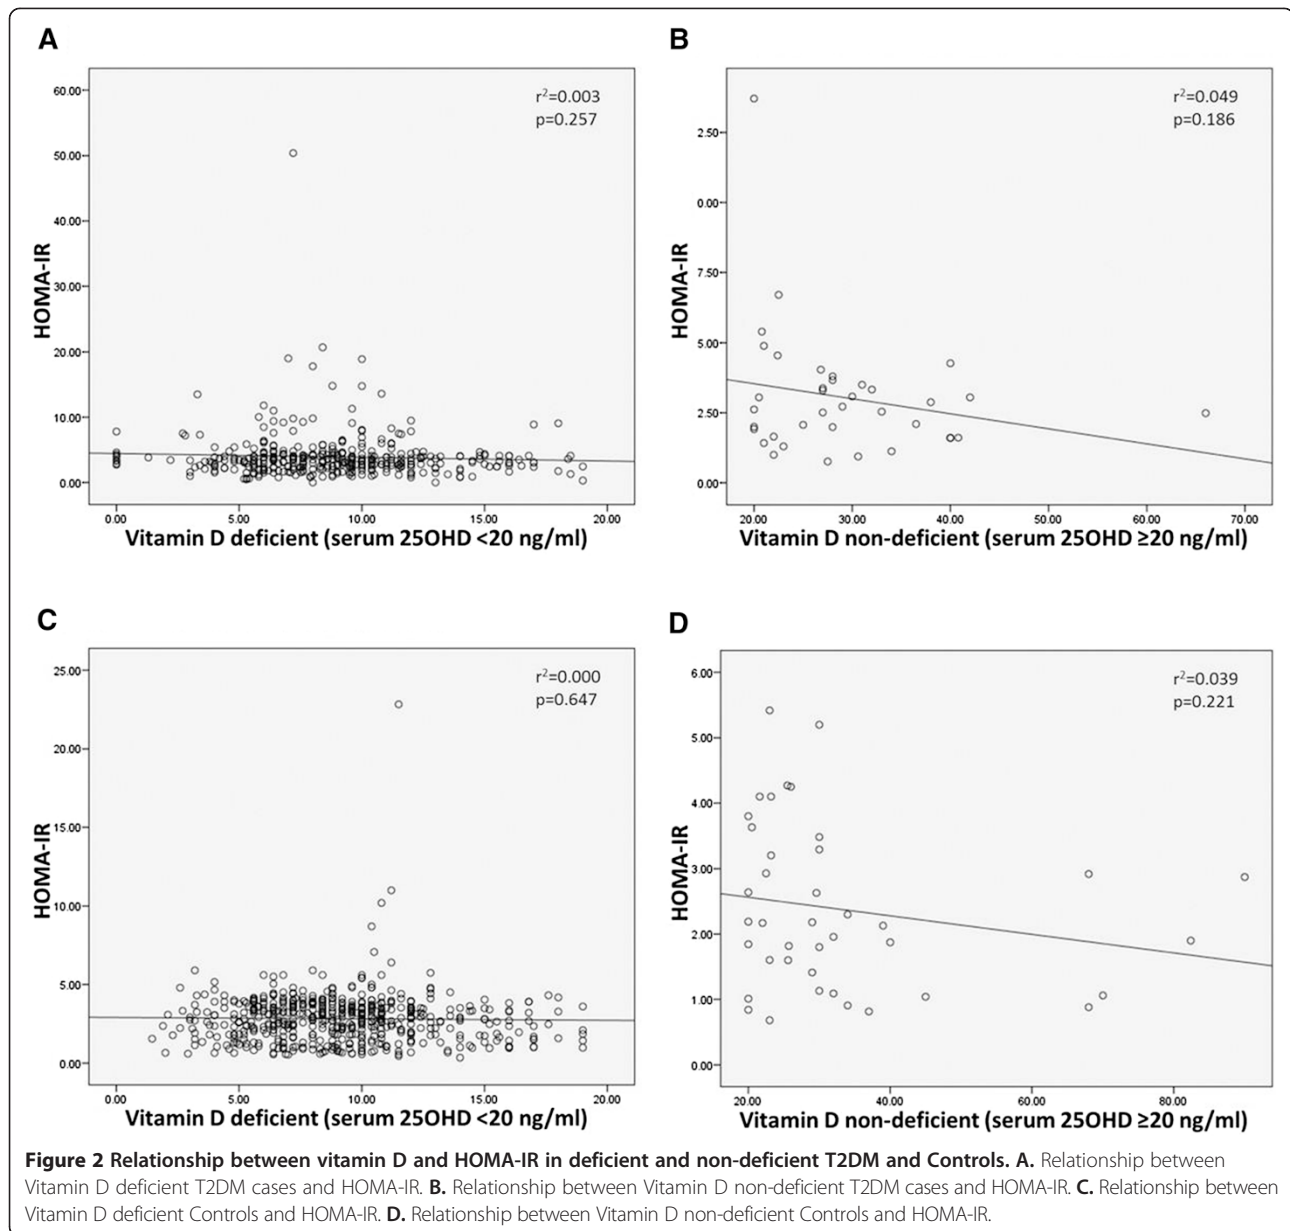 A
r²=0.003
p=0.257
60.00
50.00
40.00
30.00
20.00
10.00
0.00
HOMA-IR
0.00 5.00 10.00 15.00 20.00
Vitamin D deficient (serum 25OHD <20 ng/ml)
B
r²=0.049
p=0.186
2.50
0.00
7.50
5.00
2.50
0.00
HOMA-IR
20.00 30.00 40.00 50.00 60.00 70.00
Vitamin D non-deficient (serum 25OHD ≥20 ng/ml)
C
r²=0.000
p=0.647
25.00
20.00
15.00
10.00
5.00
0.00
HOMA-IR
0.00 5.00 10.00 15.00 20.00
Vitamin D deficient (serum 25OHD <20 ng/ml)
D
r²=0.039
p=0.221
6.00
5.00
4.00
3.00
2.00
1.00
0.00
HOMA-IR
20.00 40.00 60.00 80.00
Vitamin D non-deficient (serum 25OHD ≥20 ng/ml)
Figure 2 Relationship between vitamin D and HOMA-IR in deficient and non-deficient T2DM and Controls. A. Relationship between
Vitamin D deficient T2DM cases and HOMA-IR. B. Relationship between Vitamin D non-deficient T2DM cases and HOMA-IR. C. Relationship between
Vitamin D deficient Controls and HOMA-IR. D. Relationship between Vitamin D non-deficient Controls and HOMA-IR.